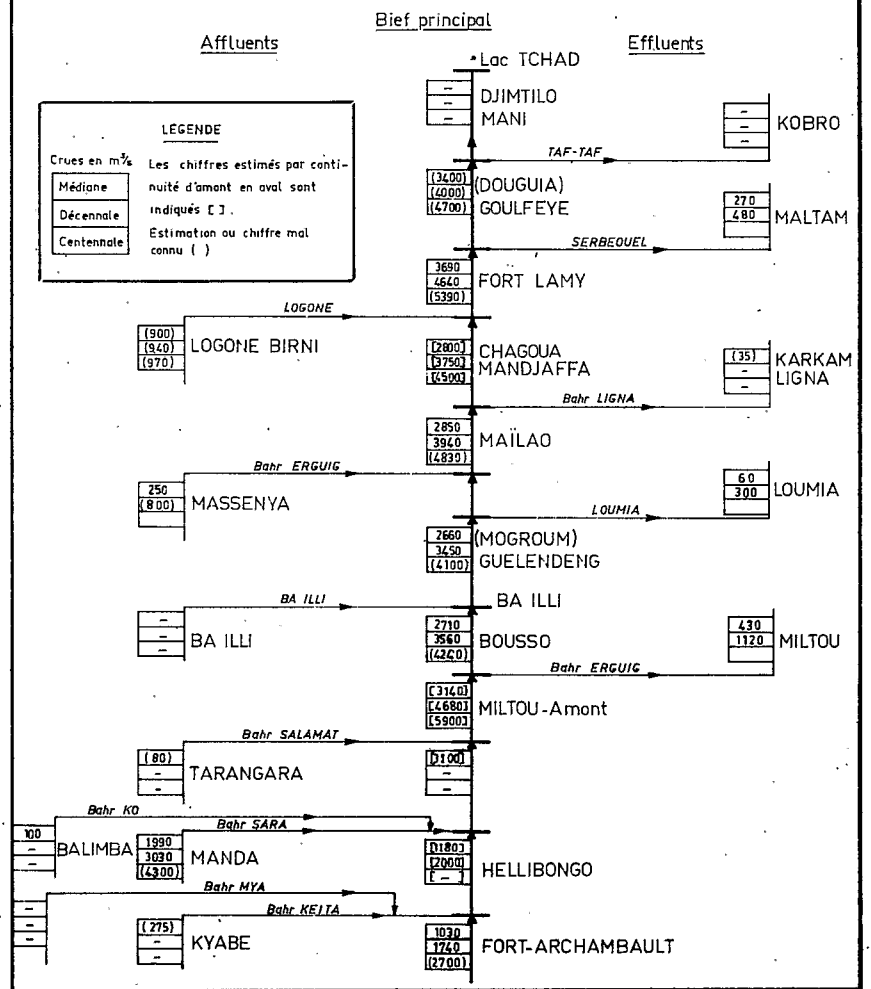 Bief principal
Affluents
Effluents
Lac TCHAD
-
-
-
DJIMTILO
MANI
-
-
-
KOBRO
LÉGENDE
Crues en m³/s
Médiane
Décennale
Centennale
Les chiffres estimés par conti-
nuité d'amont en aval sont
indiqués [ ].
Estimation ou chiffre mal
connu ( )
TAF-TAF
(3400)
(4000)
(4700)
(DOUGUIA)
GOULFEYE
270
480
MALTAM
SERBEOUEL
3690
4640
(5390)
FORT LAMY
LOGONE
(900)
(940)
(970)
LOGONE BIRNI
[2800]
[3750]
[4500]
CHAGOUA
MANDJAFFA
(35)
-
-
KARKAM
LIGNA
Bahr LIGNA
2850
3940
(4830)
MAÏLAO
Bahr ERGUIG
250
(800)
MASSENYA
60
300
LOUMIA
LOUMIA
2660
3450
(4100)
(MOGROUM)
GUELENDENG
BA ILLI
BA ILLI
-
-
-
BA ILLI
2710
3560
(4240)
BOUSSO
430
1120
MILTOU
Bahr ERGUIG
[3140]
[4680]
[5900]
MILTOU-Amont
Bahr SALAMAT
(80)
-
-
TARANGARA
[3100]
-
-
Bahr KO
Bahr SARA
100
-
-
BALIMBA
1990
3030
(4300)
MANDA
[1180]
[2000]
[-]
HELLIBONGO
Bahr MYA
Bahr KEITA
-
-
-
(275)
-
-
KYABE
1030
1740
(2700)
FORT-ARCHAMBAULT